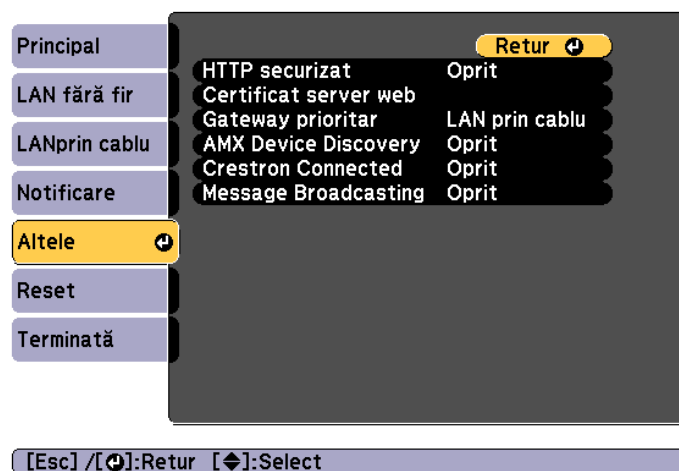 Principal
LAN fără fir
LANprin cablu
Notificare
Altele
Reset
Terminată
Retur
HTTP securizat Oprit
Certificat server web
Gateway prioritar LAN prin cablu
AMX Device Discovery Oprit
Crestron Connected Oprit
Message Broadcasting Oprit
[Esc] /[⏎]:Retur [◆]:Select